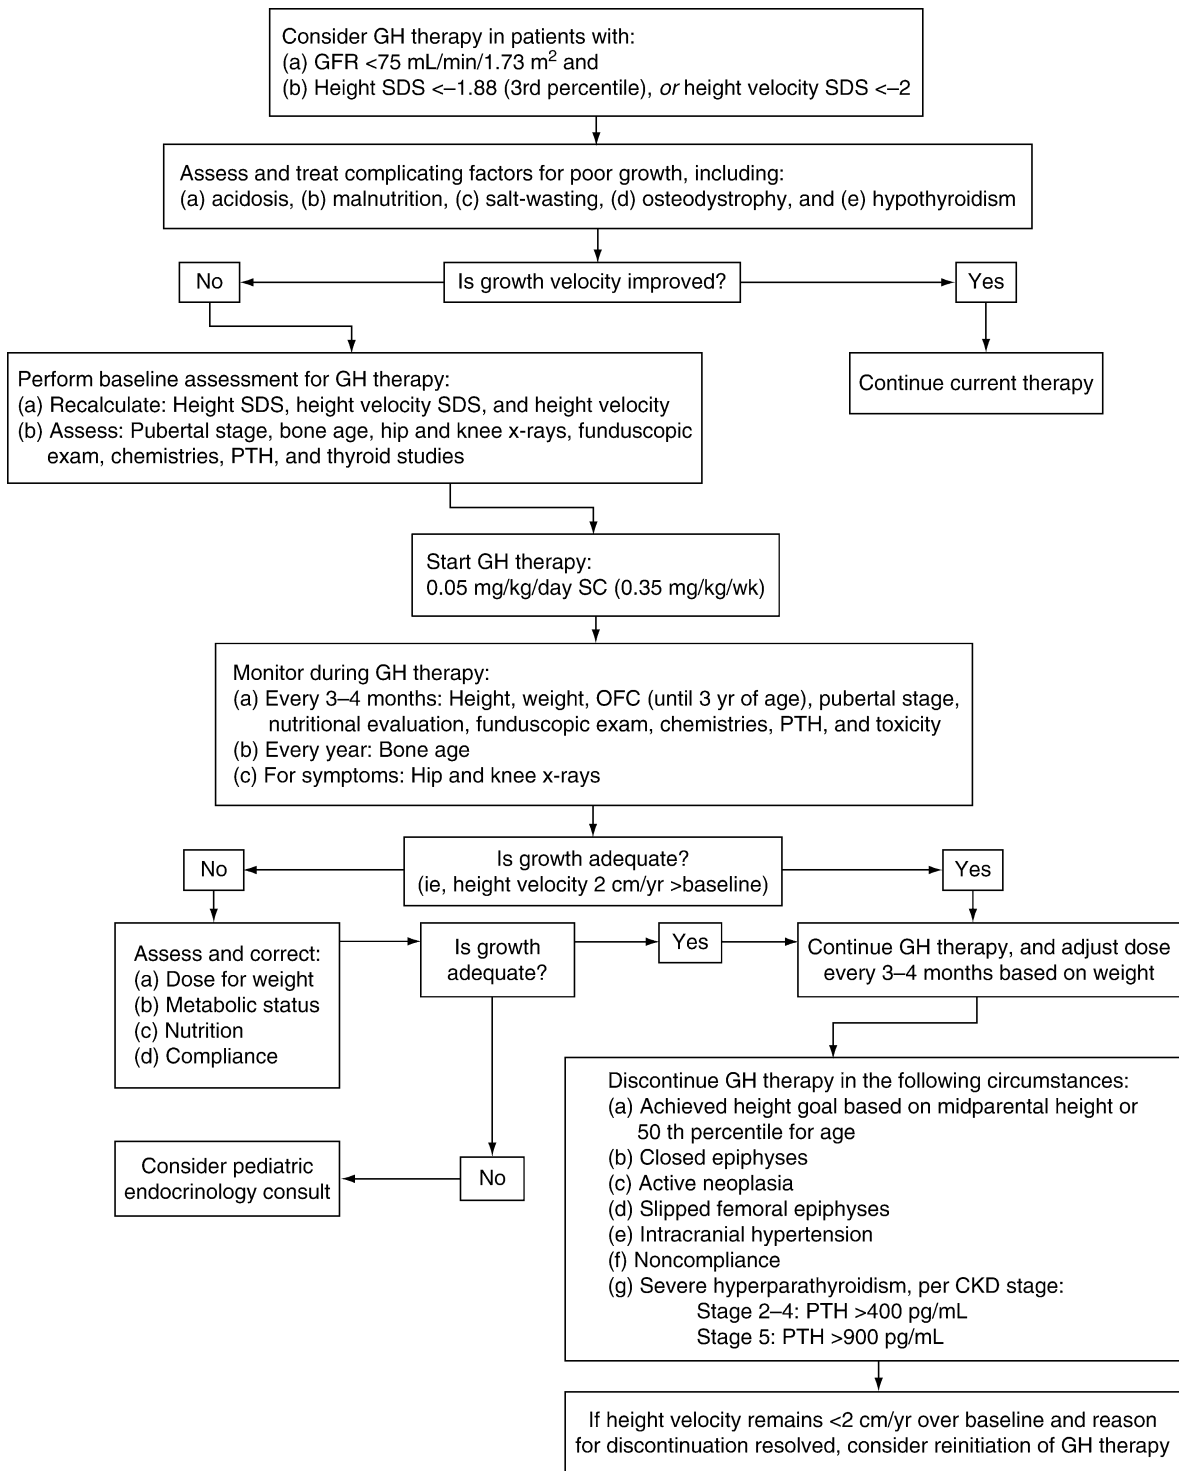 Consider GH therapy in patients with:
(a) GFR <75 mL/min/1.73 m² and
(b) Height SDS <–1.88 (3rd percentile), or height velocity SDS <–2
Assess and treat complicating factors for poor growth, including:
(a) acidosis, (b) malnutrition, (c) salt-wasting, (d) osteodystrophy, and (e) hypothyroidism
No
Is growth velocity improved?
Yes
Perform baseline assessment for GH therapy:
(a) Recalculate: Height SDS, height velocity SDS, and height velocity
(b) Assess: Pubertal stage, bone age, hip and knee x-rays, funduscopic
exam, chemistries, PTH, and thyroid studies
Continue current therapy
Start GH therapy:
0.05 mg/kg/day SC (0.35 mg/kg/wk)
Monitor during GH therapy:
(a) Every 3–4 months: Height, weight, OFC (until 3 yr of age), pubertal stage,
nutritional evaluation, funduscopic exam, chemistries, PTH, and toxicity
(b) Every year: Bone age
(c) For symptoms: Hip and knee x-rays
No
Is growth adequate?
(ie, height velocity 2 cm/yr >baseline)
Yes
Assess and correct:
(a) Dose for weight
(b) Metabolic status
(c) Nutrition
(d) Compliance
Is growth
adequate?
Yes
Continue GH therapy, and adjust dose
every 3–4 months based on weight
No
Consider pediatric
endocrinology consult
Discontinue GH therapy in the following circumstances:
(a) Achieved height goal based on midparental height or
50 th percentile for age
(b) Closed epiphyses
(c) Active neoplasia
(d) Slipped femoral epiphyses
(e) Intracranial hypertension
(f) Noncompliance
(g) Severe hyperparathyroidism, per CKD stage:
Stage 2–4: PTH >400 pg/mL
Stage 5: PTH >900 pg/mL
If height velocity remains <2 cm/yr over baseline and reason
for discontinuation resolved, consider reinitiation of GH therapy